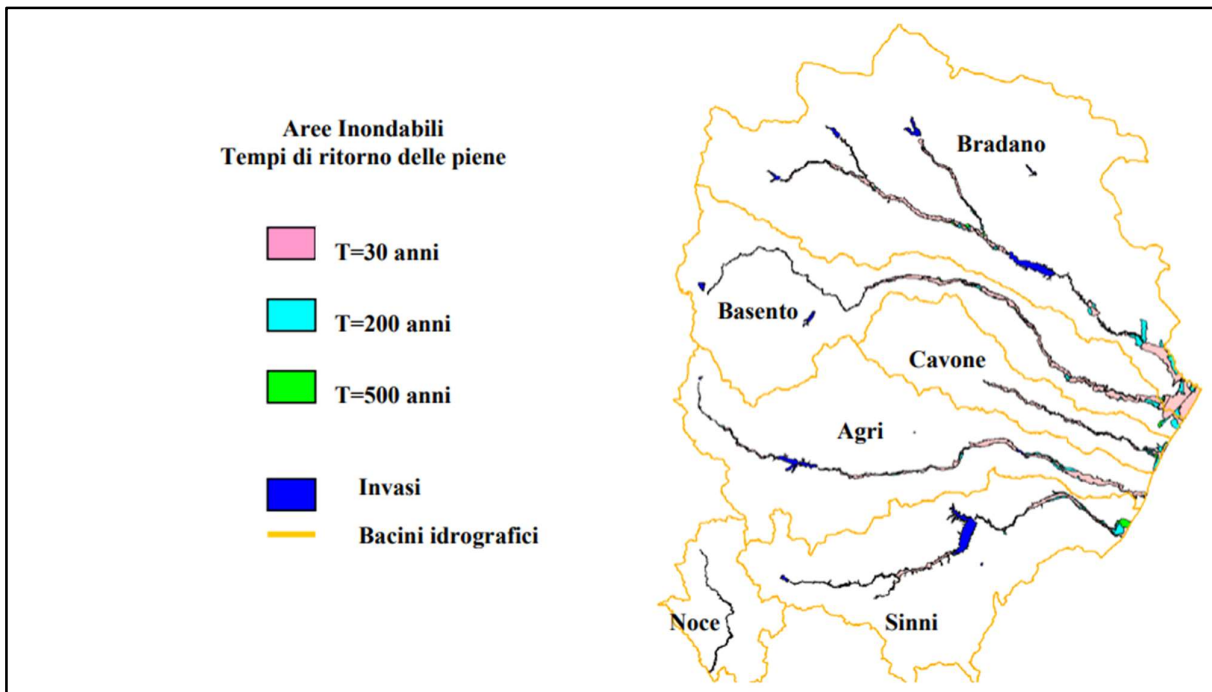 Aree Inondabili
Tempi di ritorno delle piene
T=30 anni
T=200 anni
T=500 anni
Invasi
Bacini idrografici
Bradano
Basento
Cavone
Agri
Noce
Sinni